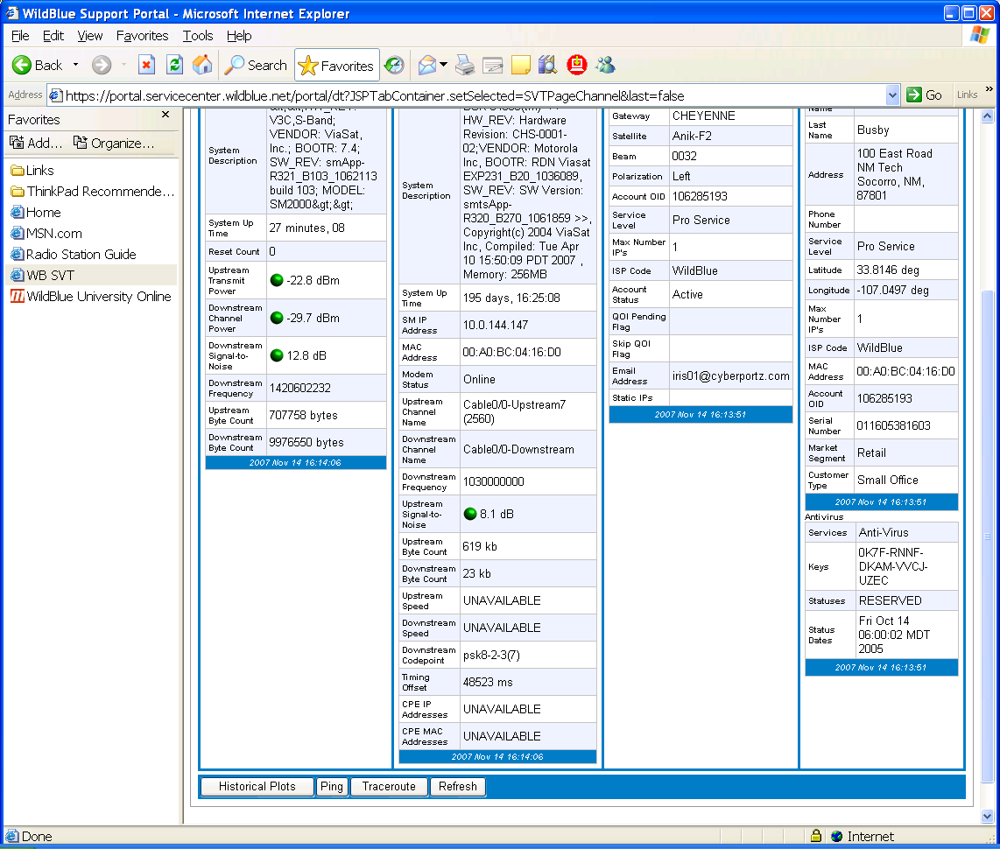 WildBlue Support Portal - Microsoft Internet Explorer
File Edit View Favorites Tools Help
Back Search Favorites
Address https://portal.servicecenter.wildblue.net/portal/dt?JSPTabContainer.setSelected=SVTPageChannel&last=false Go Links »
Favorites
Add... Organize...
Links
ThinkPad Recommende...
Home
MSN.com
Radio Station Guide
WB SVT
WildBlue University Online
System
Description
V3C,S-Band;
VENDOR: ViaSat,
Inc.; BOOTR: 7.4;
SW_REV: smApp-
R321_B103_1062113
build 103; MODEL:
SM2000&gt;&gt;
System Up
Time
27 minutes, 08
Reset Count 0
Upstream
Transmit
Power
-22.8 dBm
Downstream
Channel
Power
-29.7 dBm
Downstream
Signal-to-
Noise
12.8 dB
Downstream
Frequency
1420602232
Upstream
Byte Count
707758 bytes
Downstream
Byte Count
9976550 bytes
2007 Nov 14 16:14:06
System
Description
HW_REV: Hardware
Revision: CHS-0001-
02;VENDOR: Motorola
Inc, BOOTR: RDN Viasat
EXP231_B20_1036089,
SW_REV: SW Version:
smtsApp-
R320_B270_1061859 >>,
Copyright(c) 2004 ViaSat
Inc, Compiled: Tue Apr
10 15:50:09 PDT 2007 ,
Memory: 256MB
System Up
Time
195 days, 16:25:08
SM IP
Address
10.0.144.147
MAC
Address
00:A0:BC:04:16:D0
Modem
Status
Online
Upstream
Channel
Name
Cable0/0-Upstream7
(2560)
Downstream
Channel
Name
Cable0/0-Downstream
Downstream
Frequency
1030000000
Upstream
Signal-to-
Noise
8.1 dB
Upstream
Byte Count
619 kb
Downstream
Byte Count
23 kb
Upstream
Speed
UNAVAILABLE
Downstream
Speed
UNAVAILABLE
Downstream
Codepoint
psk8-2-3(7)
Timing
Offset
48523 ms
CPE IP
Addresses
UNAVAILABLE
CPE MAC
Addresses
UNAVAILABLE
2007 Nov 14 16:14:06
Gateway CHEYENNE
Satellite Anik-F2
Beam 0032
Polarization Left
Account OID 106285193
Service
Level
Pro Service
Max Number
IP's
1
ISP Code WildBlue
Account
Status
Active
QOI Pending
Flag
Skip QOI
Flag
Email
Address
iris01@cyberportz.com
Static IPs
2007 Nov 14 16:13:51
Name
Last
Name
Busby
Address
100 East Road
NM Tech
Socorro, NM,
87801
Phone
Number
Service
Level
Pro Service
Latitude 33.8146 deg
Longitude -107.0497 deg
Max
Number
IP's
1
ISP Code WildBlue
MAC
Address
00:A0:BC:04:16:D0
Account
OID
106285193
Serial
Number
011605381603
Market
Segment
Retail
Customer
Type
Small Office
2007 Nov 14 16:13:51
Antivirus
Services Anti-Virus
Keys
0K7F-RNNF-
DKAM-VVCJ-
UZEC
Statuses RESERVED
Status
Dates
Fri Oct 14
06:00:02 MDT
2005
2007 Nov 14 16:13:51
Historical Plots Ping Traceroute Refresh
Done Internet